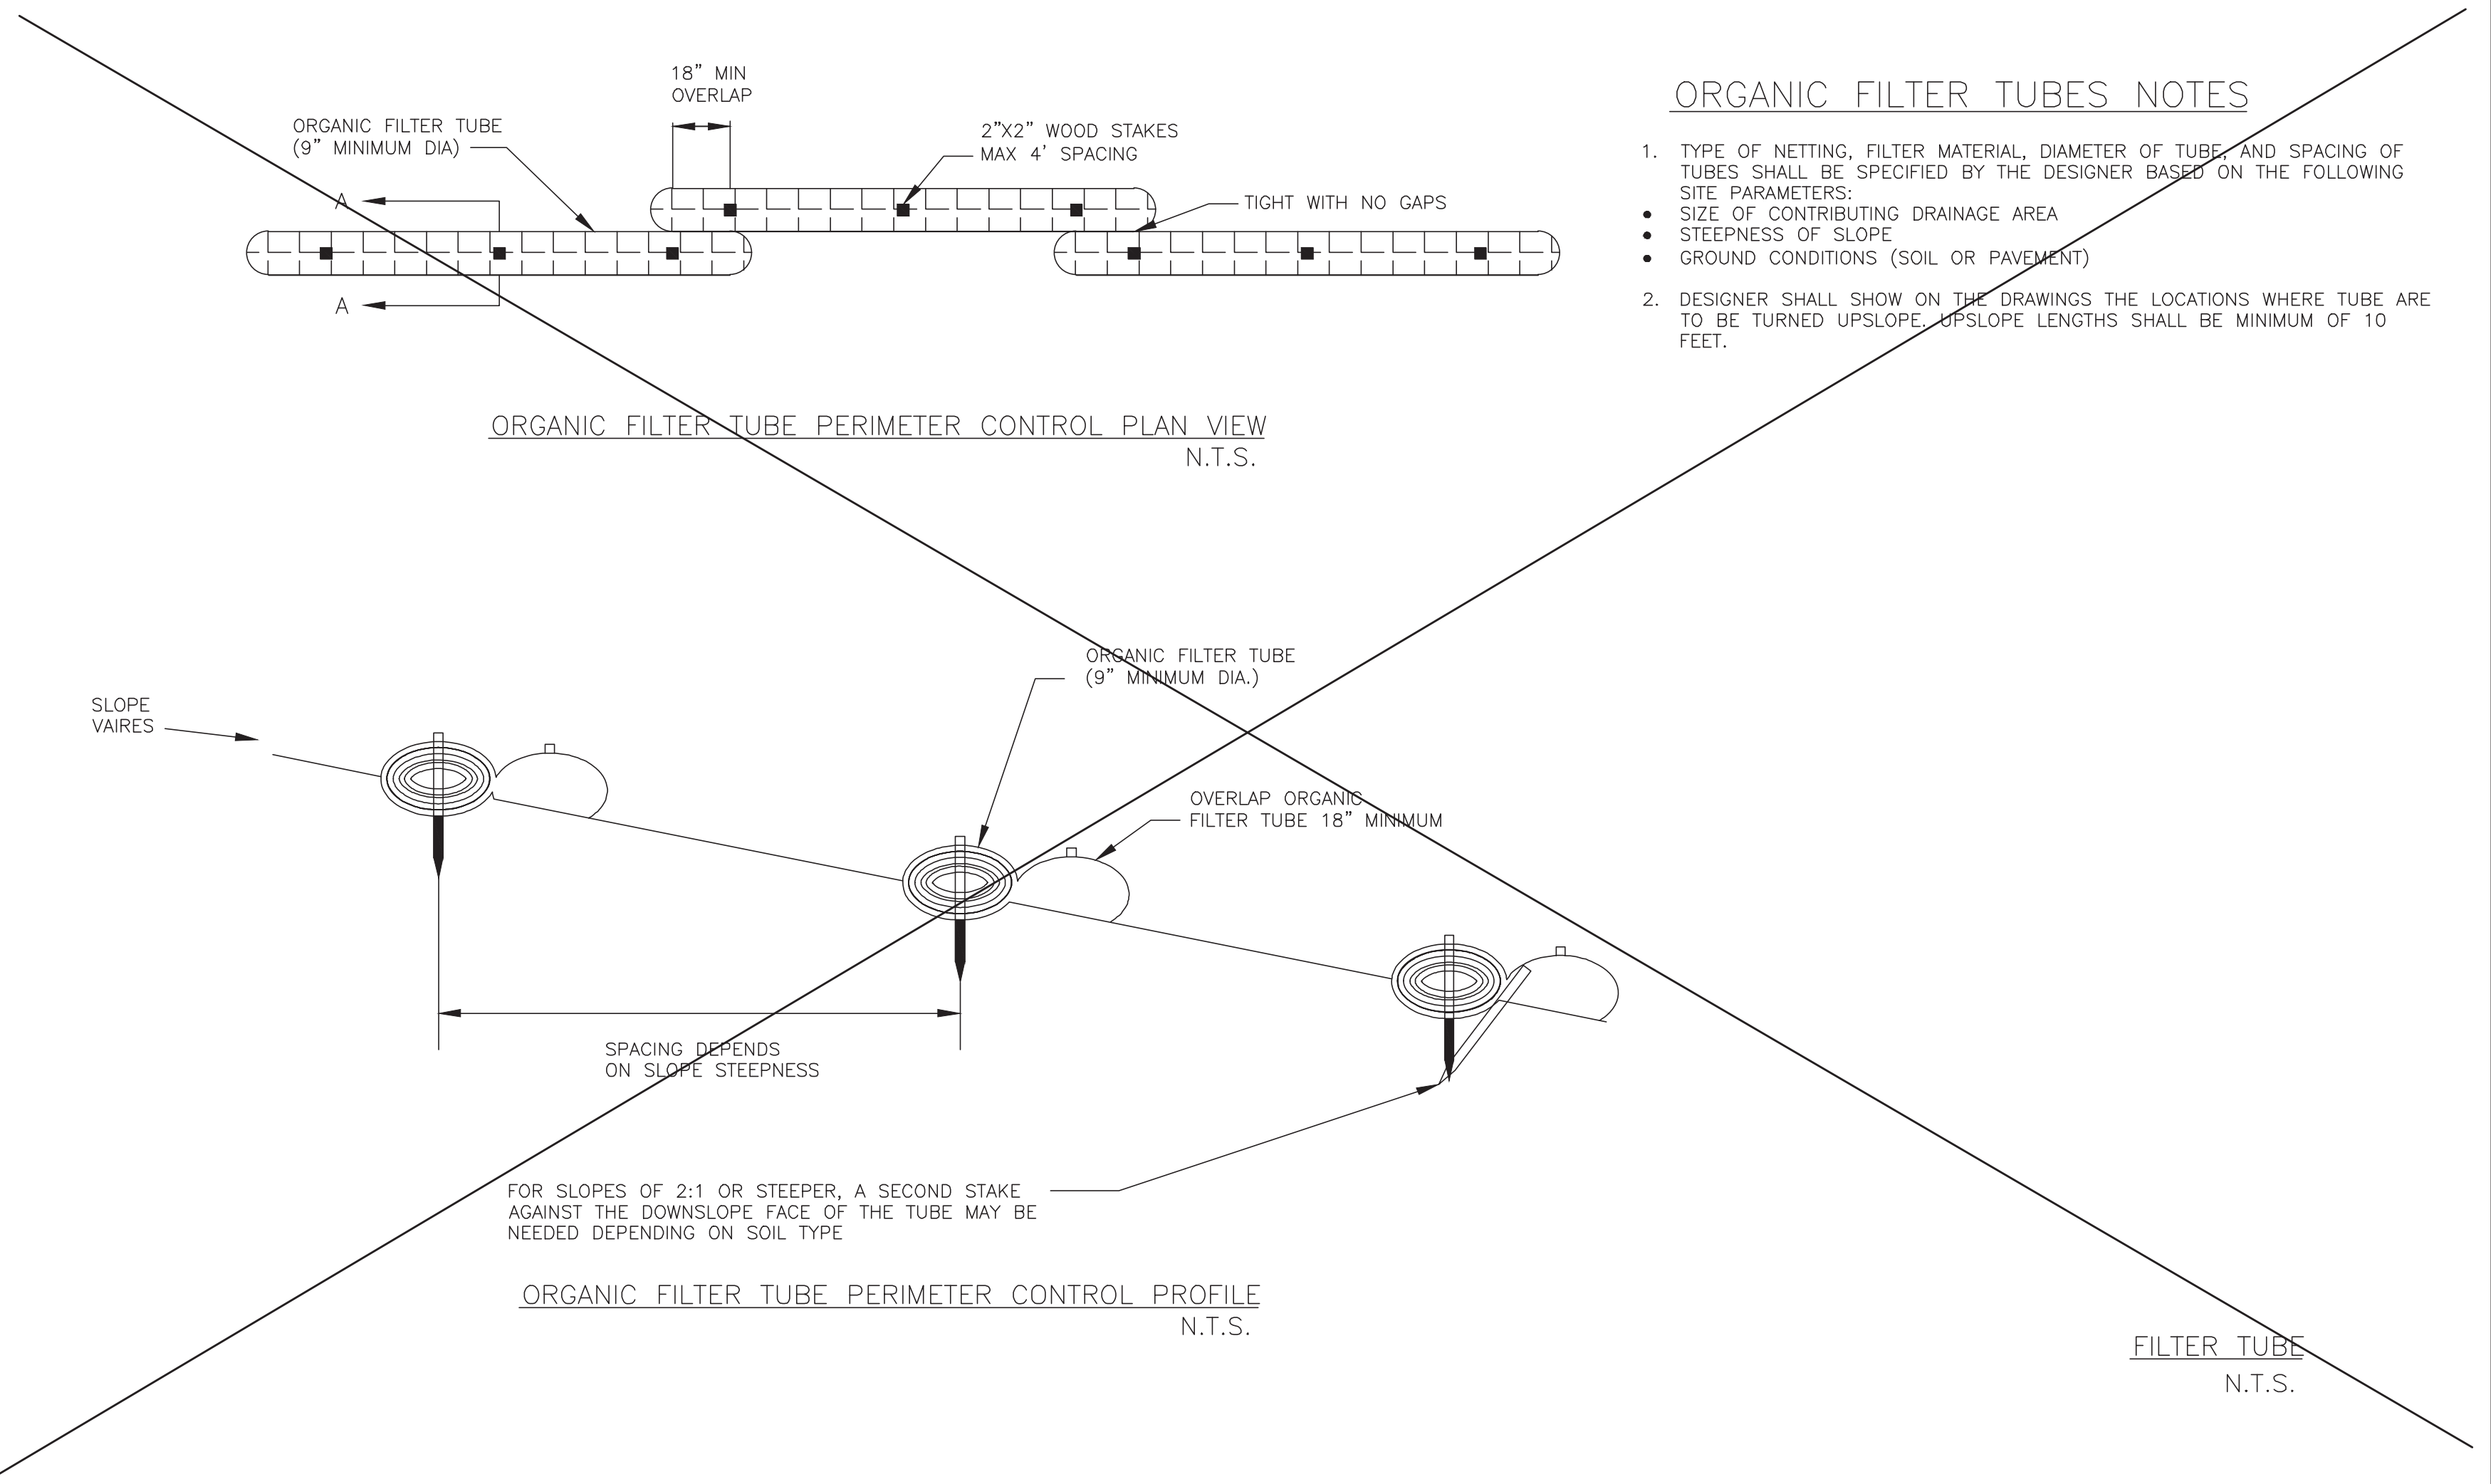 18" MIN
OVERLAP
ORGANIC FILTER TUBE
(9" MINIMUM DIA)
2"X2" WOOD STAKES
MAX 4' SPACING
TIGHT WITH NO GAPS
A
A
ORGANIC FILTER TUBE PERIMETER CONTROL PLAN VIEW
N.T.S.
ORGANIC FILTER TUBES NOTES
1. TYPE OF NETTING, FILTER MATERIAL, DIAMETER OF TUBE, AND SPACING OF
TUBES SHALL BE SPECIFIED BY THE DESIGNER BASED ON THE FOLLOWING
SITE PARAMETERS:
• SIZE OF CONTRIBUTING DRAINAGE AREA
• STEEPNESS OF SLOPE
• GROUND CONDITIONS (SOIL OR PAVEMENT)
2. DESIGNER SHALL SHOW ON THE DRAWINGS THE LOCATIONS WHERE TUBE ARE
TO BE TURNED UPSLOPE. UPSLOPE LENGTHS SHALL BE MINIMUM OF 10
FEET.
ORGANIC FILTER TUBE
(9" MINIMUM DIA.)
SLOPE
VAIRES
OVERLAP ORGANIC
FILTER TUBE 18" MINIMUM
SPACING DEPENDS
ON SLOPE STEEPNESS
FOR SLOPES OF 2:1 OR STEEPER, A SECOND STAKE
AGAINST THE DOWNSLOPE FACE OF THE TUBE MAY BE
NEEDED DEPENDING ON SOIL TYPE
ORGANIC FILTER TUBE PERIMETER CONTROL PROFILE
N.T.S.
FILTER TUBE
N.T.S.